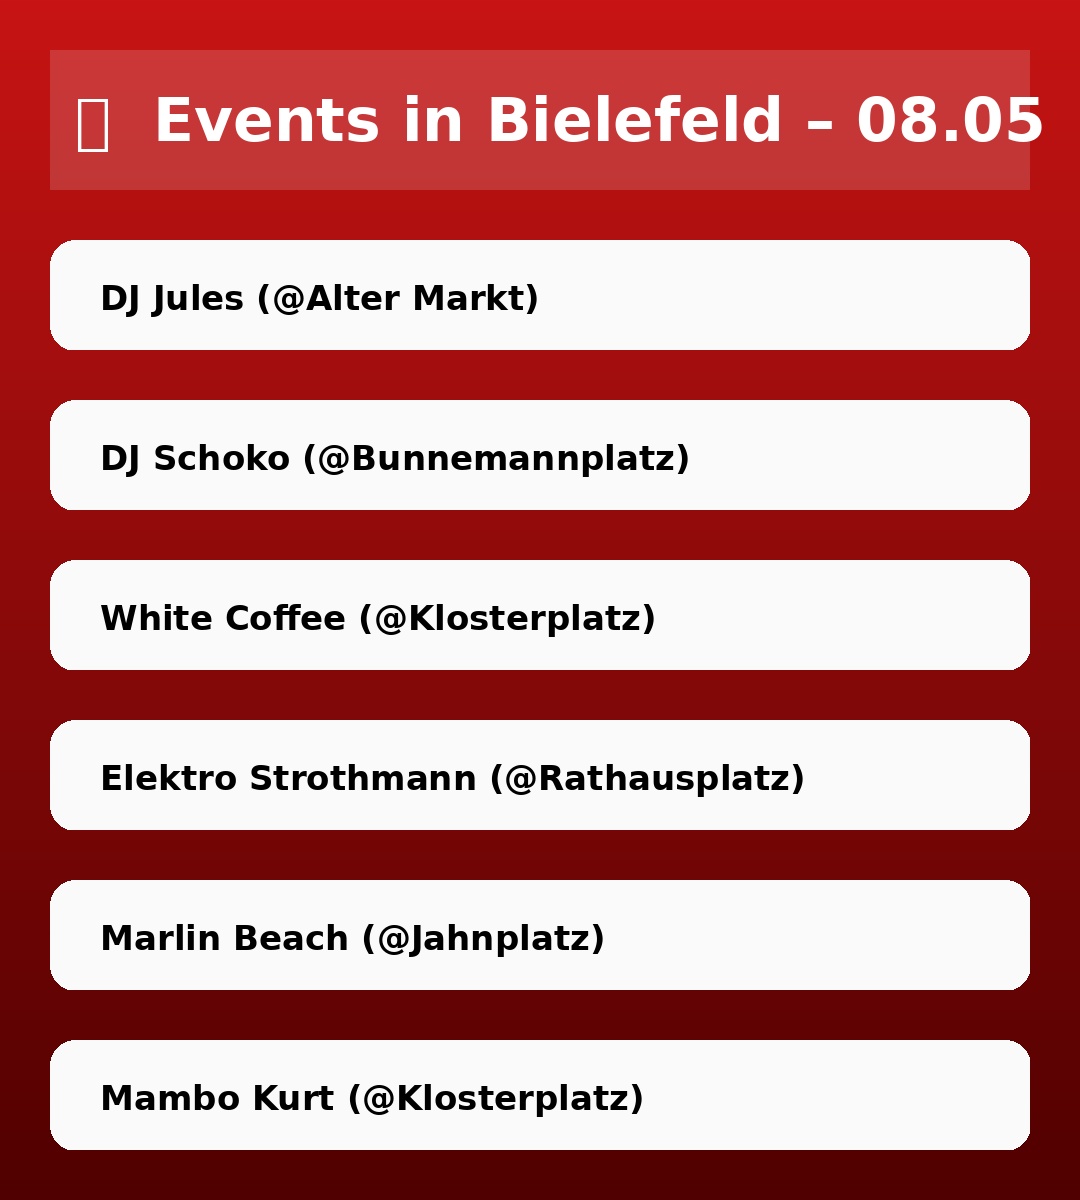 Events in Bielefeld – 08.05
DJ Jules (@Alter Markt)
DJ Schoko (@Bunnemannplatz)
White Coffee (@Klosterplatz)
Elektro Strothmann (@Rathausplatz)
Marlin Beach (@Jahnplatz)
Mambo Kurt (@Klosterplatz)